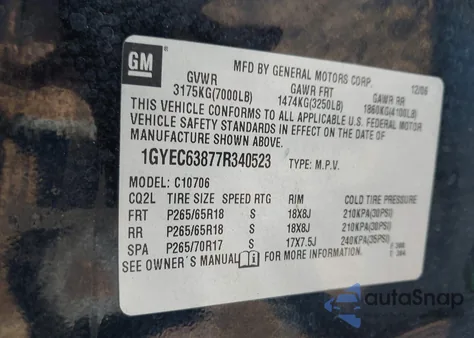 GM
MFD BY GENERAL MOTORS CORP. 12/06
GVWR GAWR FRT GAWR RR
3175KG(7000LB) 1474KG(3250LB) 1860KG(4100LB)
THIS VEHICLE CONFORMS TO ALL APPLICABLE U.S. FEDERAL MOTOR
VEHICLE SAFETY STANDARDS IN EFFECT ON THE DATE OF
MANUFACTURE SHOWN ABOVE.
1GYEC63877R340523 TYPE: M.P.V.
MODEL: C10706
CQ2L TIRE SIZE SPEED RTG RIM COLD TIRE PRESSURE
FRT P265/65R18 S 18X8J 210KPA(30PSI)
RR P265/65R18 S 18X8J 210KPA(30PSI)
SPA P265/70R17 S 17X7.5J 240KPA(35PSI)
SEE OWNER'S MANUAL FOR MORE INFORMATION.
autoSnap